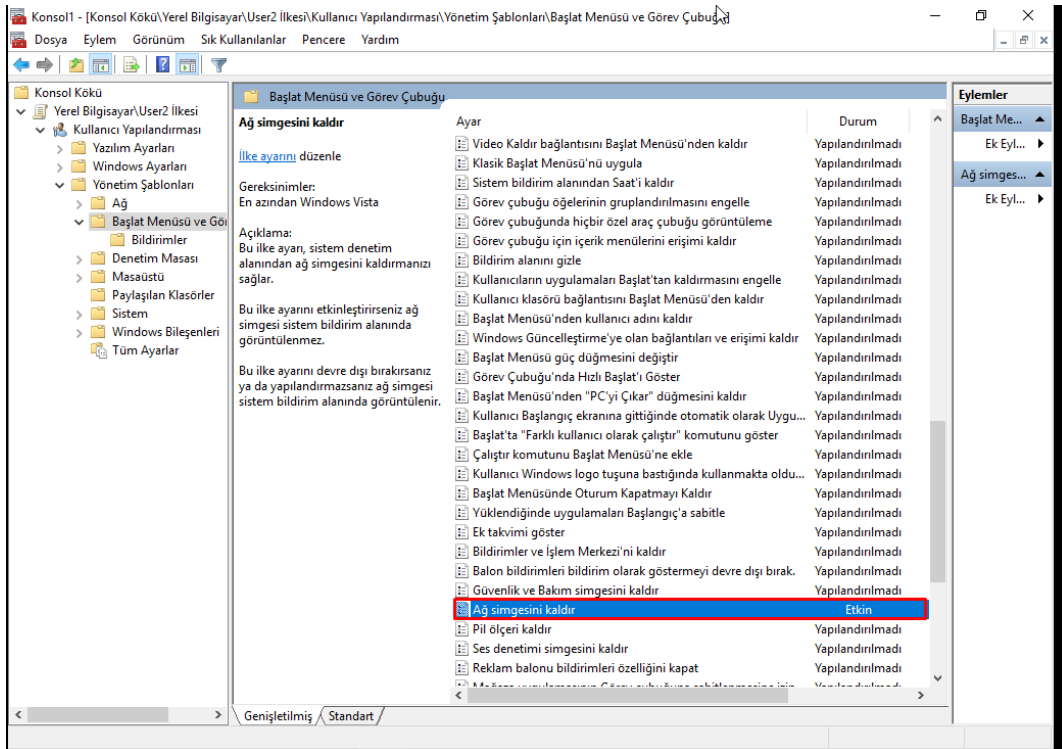 Konsol1 - [Konsol Kökü\Yerel Bilgisayar\User2 İlkesi\Kullanıcı Yapılandırması\Yönetim Şablonları\Başlat Menüsü ve Görev Çubuğu]
Dosya Eylem Görünüm Sık Kullanılanlar Pencere Yardım
Konsol Kökü
Yerel Bilgisayar\User2 İlkesi
Kullanıcı Yapılandırması
Yazılım Ayarları
Windows Ayarları
Yönetim Şablonları
Ağ
Başlat Menüsü ve Gö
Bildirimler
Denetim Masası
Masaüstü
Paylaşılan Klasörler
Sistem
Windows Bileşenleri
Tüm Ayarlar
Başlat Menüsü ve Görev Çubuğu
Ağ simgesini kaldır
İlke ayarını düzenle
Gereksinimler:
En azından Windows Vista
Açıklama:
Bu ilke ayarı, sistem denetim
alanından ağ simgesini kaldırmanızı
sağlar.
Bu ilke ayarını etkinleştirirseniz ağ
simgesi sistem bildirim alanında
görüntülenmez.
Bu ilke ayarını devre dışı bırakırsanız
ya da yapılandırmazsanız ağ simgesi
sistem bildirim alanında görüntülenir.
Ayar Durum
Video Kaldır bağlantısını Başlat Menüsü'nden kaldır Yapılandırılmadı
Klasik Başlat Menüsü'nü uygula Yapılandırılmadı
Sistem bildirim alanından Saat'i kaldır Yapılandırılmadı
Görev çubuğu öğelerinin gruplandırılmasını engelle Yapılandırılmadı
Görev çubuğunda hiçbir özel araç çubuğu görüntüleme Yapılandırılmadı
Görev çubuğu için içerik menülerini erişimi kaldır Yapılandırılmadı
Bildirim alanını gizle Yapılandırılmadı
Kullanıcıların uygulamaları Başlat'tan kaldırmasını engelle Yapılandırılmadı
Kullanıcı klasörü bağlantısını Başlat Menüsü'den kaldır Yapılandırılmadı
Başlat Menüsü'nden kullanıcı adını kaldır Yapılandırılmadı
Windows Güncelleştirme'ye olan bağlantıları ve erişimi kaldır Yapılandırılmadı
Başlat Menüsü güç düğmesini değiştir Yapılandırılmadı
Görev Çubuğu'nda Hızlı Başlat'ı Göster Yapılandırılmadı
Başlat Menüsü'nden "PC'yi Çıkar" düğmesini kaldır Yapılandırılmadı
Kullanıcı Başlangıç ekranına gittiğinde otomatik olarak Uygu... Yapılandırılmadı
Başlat'ta "Farklı kullanıcı olarak çalıştır" komutunu göster Yapılandırılmadı
Çalıştır komutunu Başlat Menüsü'ne ekle Yapılandırılmadı
Kullanıcı Windows logo tuşuna bastığında kullanmakta oldu... Yapılandırılmadı
Başlat Menüsünde Oturum Kapatmayı Kaldır Yapılandırılmadı
Yüklendiğinde uygulamaları Başlangıç'a sabitle Yapılandırılmadı
Ek takvimi göster Yapılandırılmadı
Bildirimler ve İşlem Merkezi'ni kaldır Yapılandırılmadı
Balon bildirimleri bildirim olarak göstermeyi devre dışı bırak. Yapılandırılmadı
Güvenlik ve Bakım simgesini kaldır Yapılandırılmadı
Ağ simgesini kaldır Etkin
Pil ölçeri kaldır Yapılandırılmadı
Ses denetimi simgesini kaldır Yapılandırılmadı
Reklam balonu bildirimleri özelliğini kapat Yapılandırılmadı
Genişletilmiş Standart
Eylemler
Başlat Me...
Ek Eyl...
Ağ simges...
Ek Eyl...